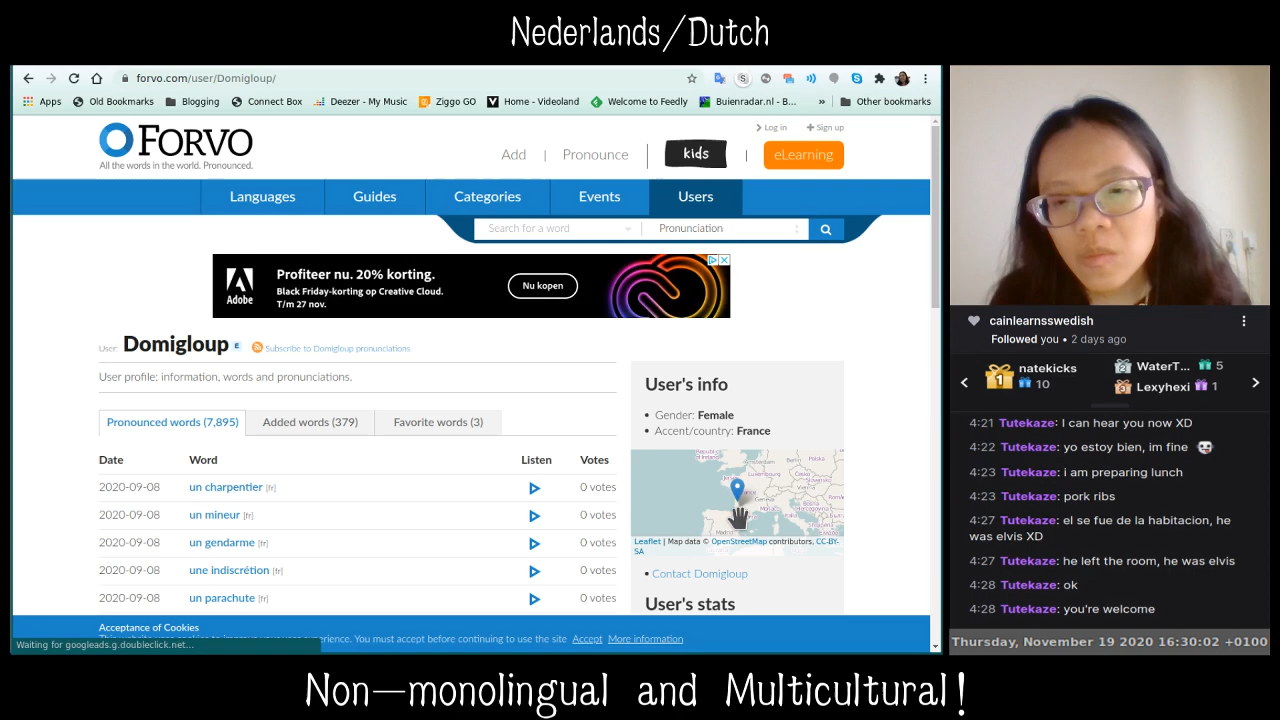 Nederlands/Dutch
forvo.com/user/Domigloup/
Apps Old Bookmarks Blogging Connect Box Deezer - My Music Ziggo GO Home - Videoland Welcome to Feedly Buienradar.nl - B... » Other bookmarks
Log in Sign up
FORVO
All the words in the world. Pronounced.
Add | Pronounce | kids | eLearning
Languages Guides Categories Events Users
Search for a word Pronunciation
Adobe
Profiteer nu. 20% korting.
Black Friday-korting op Creative Cloud.
T/m 27 nov.
Nu kopen
User: Domigloup E Subscribe to Domigloup pronunciations
User profile: information, words and pronunciations.
Pronounced words (7,895) Added words (379) Favorite words (3)
Date Word Listen Votes
2020-09-08 un charpentier [fr] 0 votes
2020-09-08 un mineur [fr] 0 votes
2020-09-08 un gendarme [fr] 0 votes
2020-09-08 une indiscrétion [fr] 0 votes
2020-09-08 un parachute [fr] 0 votes
User's info
• Gender: Female
• Accent/country: France
Leaflet | Map data © OpenStreetMap contributors, CC-BY-
SA
• Contact Domigloup
User's stats
Acceptance of Cookies
You must accept before continuing to use the site Accept More information
Waiting for googleads.g.doubleclick.net...
cainlearnsswedish
Followed you • 2 days ago
1 natekicks 10
2 WaterT... 5
3 Lexyhexi 1
4:21 Tutekaze: I can hear you now XD
4:22 Tutekaze: yo estoy bien, im fine
4:23 Tutekaze: i am preparing lunch
4:23 Tutekaze: pork ribs
4:27 Tutekaze: el se fue de la habitacion, he
was elvis XD
4:27 Tutekaze: he left the room, he was elvis
4:28 Tutekaze: ok
4:28 Tutekaze: you're welcome
Thursday, November 19 2020 16:30:02 +0100
Non-monolingual and Multicultural!